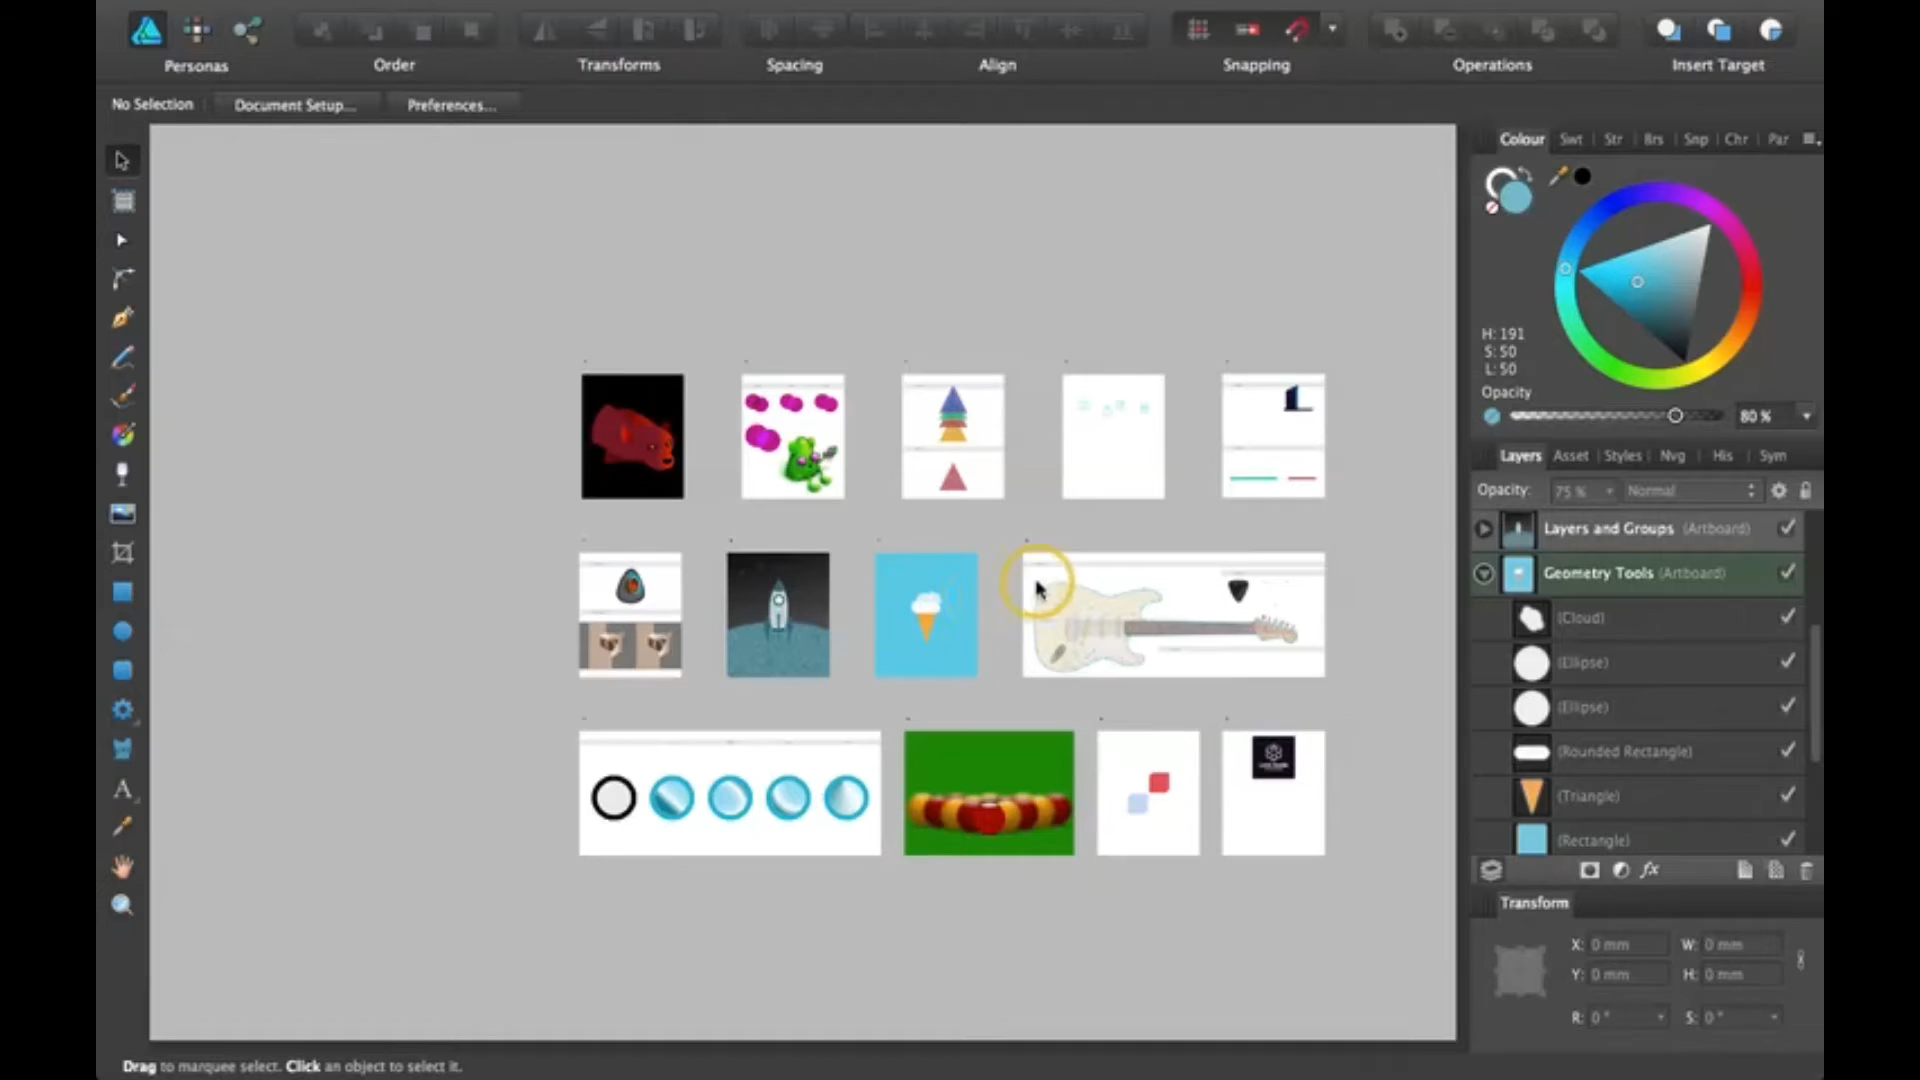 Personas
Order
Transforms
Spacing
Align
Snapping
Operations
Insert Target
No Selection
Document Setup...
Preferences...
Colour Swt Str Brs Snp Chr Par
H: 191
S: 50
L: 50
Opacity
80 %
Layers Asset Styles Nvg His Sym
Opacity: 75 % Normal
Layers and Groups (Artboard)
Geometry Tools (Artboard)
(Cloud)
(Ellipse)
(Ellipse)
(Rounded Rectangle)
(Triangle)
(Rectangle)
fx
Transform
X: 0 mm W: 0 mm
Y: 0 mm H: 0 mm
R: 0 ° S: 0 °
Drag to marquee select. Click an object to select it.